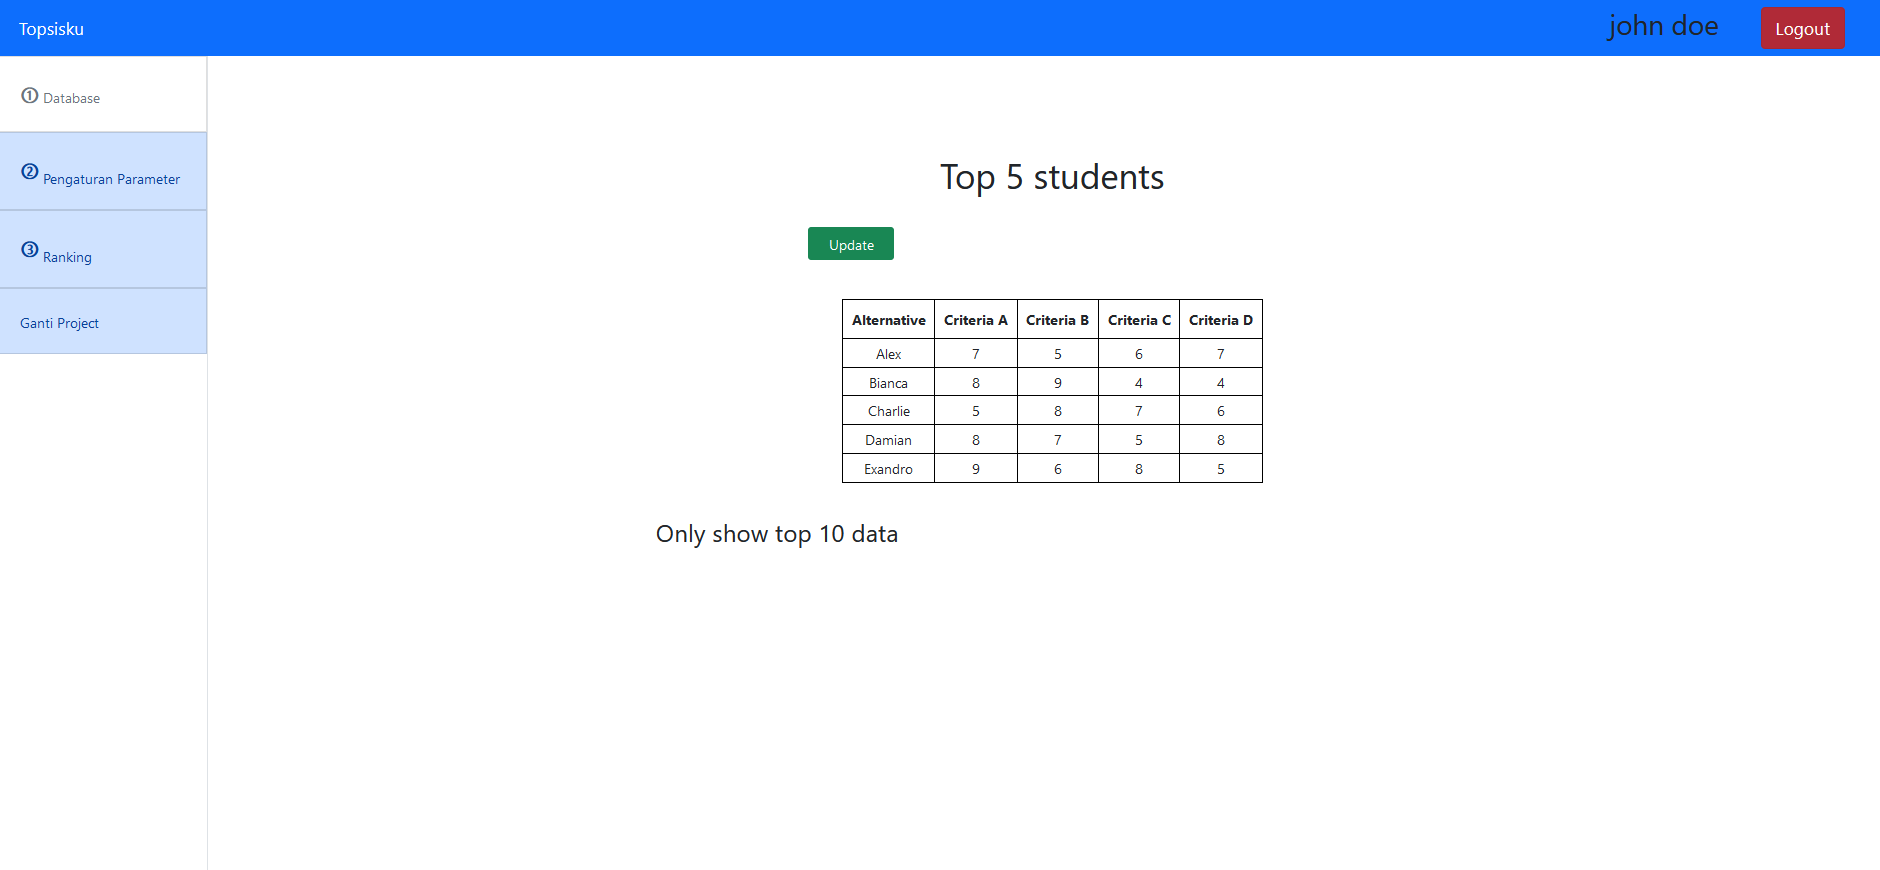 Topsisku john doe Logout
① Database
② Pengaturan Parameter
③ Ranking
Ganti Project
Top 5 students
Update
Alternative Criteria A Criteria B Criteria C Criteria D
Alex 7 5 6 7
Bianca 8 9 4 4
Charlie 5 8 7 6
Damian 8 7 5 8
Exandro 9 6 8 5
Only show top 10 data